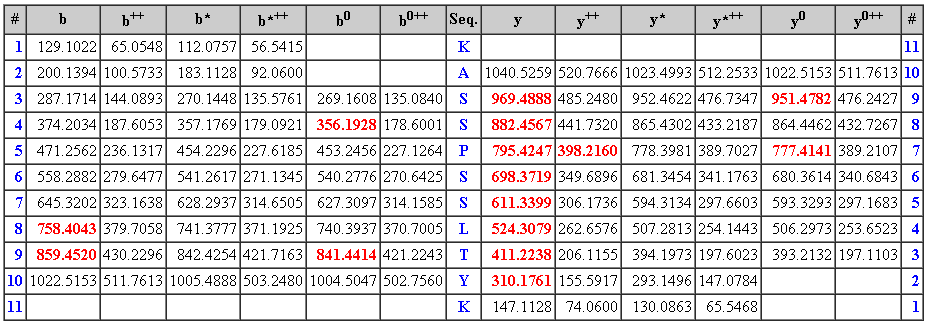 # b b++ b* b*++ b0 b0++ Seq. y y++ y* y*++ y0 y0++ #
1 129.1022 65.0548 112.0757 56.5415 K 11
2 200.1394 100.5733 183.1128 92.0600 A 1040.5259 520.7666 1023.4993 512.2533 1022.5153 511.7613 10
3 287.1714 144.0893 270.1448 135.5761 269.1608 135.0840 S 969.4888 485.2480 952.4622 476.7347 951.4782 476.2427 9
4 374.2034 187.6053 357.1769 179.0921 356.1928 178.6001 S 882.4567 441.7320 865.4302 433.2187 864.4462 432.7267 8
5 471.2562 236.1317 454.2296 227.6185 453.2456 227.1264 P 795.4247 398.2160 778.3981 389.7027 777.4141 389.2107 7
6 558.2882 279.6477 541.2617 271.1345 540.2776 270.6425 S 698.3719 349.6896 681.3454 341.1763 680.3614 340.6843 6
7 645.3202 323.1638 628.2937 314.6505 627.3097 314.1585 S 611.3399 306.1736 594.3134 297.6603 593.3293 297.1683 5
8 758.4043 379.7058 741.3777 371.1925 740.3937 370.7005 L 524.3079 262.6576 507.2813 254.1443 506.2973 253.6523 4
9 859.4520 430.2296 842.4254 421.7163 841.4414 421.2243 T 411.2238 206.1155 394.1973 197.6023 393.2132 197.1103 3
10 1022.5153 511.7613 1005.4888 503.2480 1004.5047 502.7560 Y 310.1761 155.5917 293.1496 147.0784 2
11 K 147.1128 74.0600 130.0863 65.5468 1